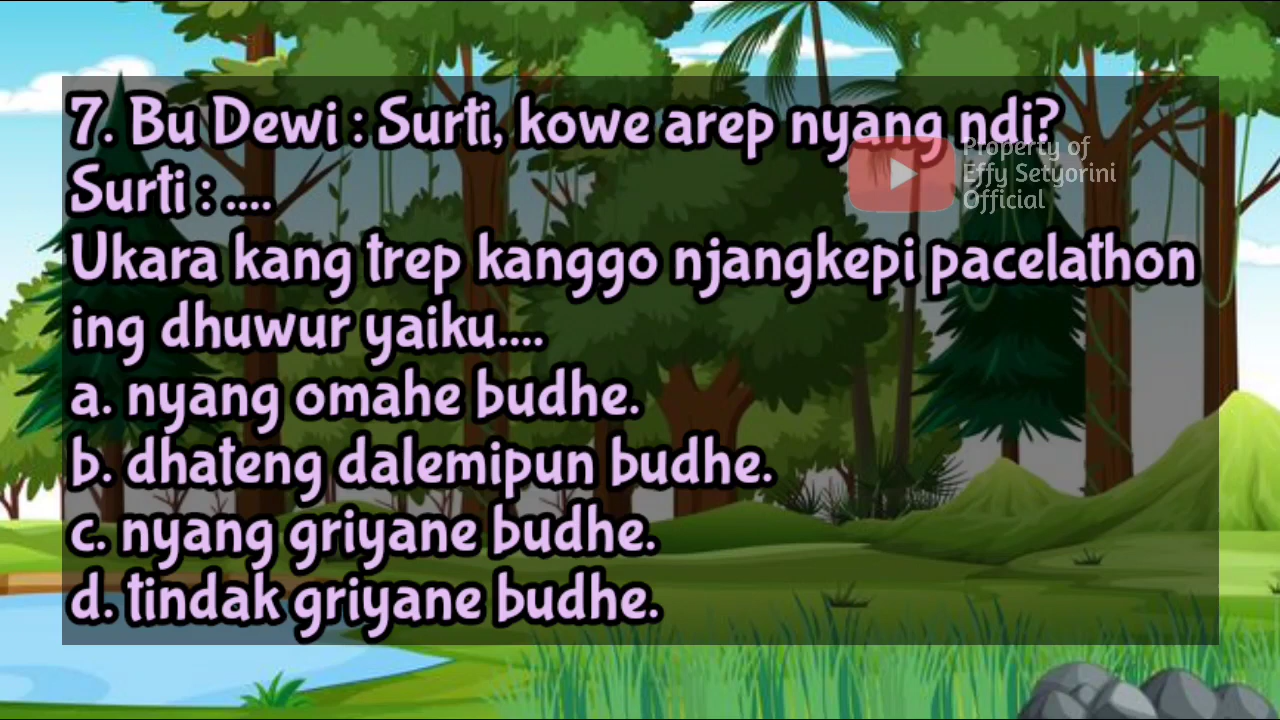 7. Bu Dewi : Surti, kowe arep nyang ndi?
Property of
Effy Setyorini
Official
Surti : ....
Ukara kang trep kanggo njangkepi pacelathon
ing dhuwur yaiku....
a. nyang omahe budhe.
b. dhateng dalemipun budhe.
c. nyang griyane budhe.
d. tindak griyane budhe.